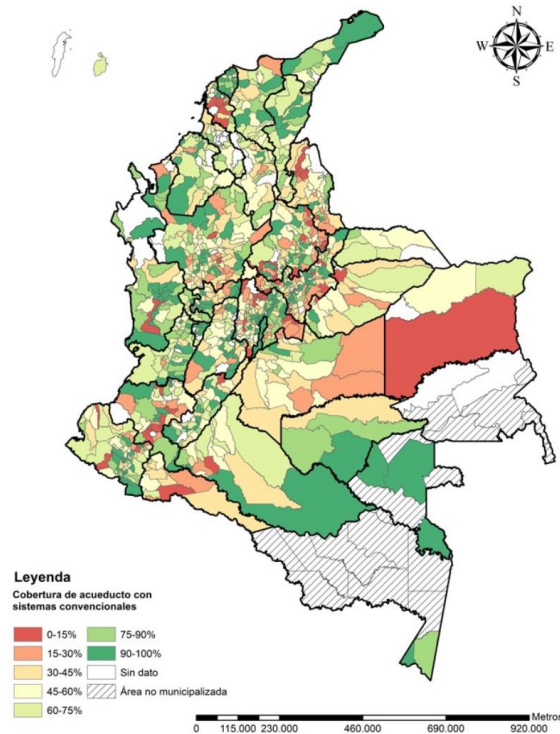 N
W
E
S
Leyenda
Cobertura de acueducto con
sistemas convencionales
0-15%
15-30%
30-45%
45-60%
60-75%
75-90%
90-100%
Sin dato
Área no municipalizada
Metros
0
115.000
230.000
460.000
690.000
920.000